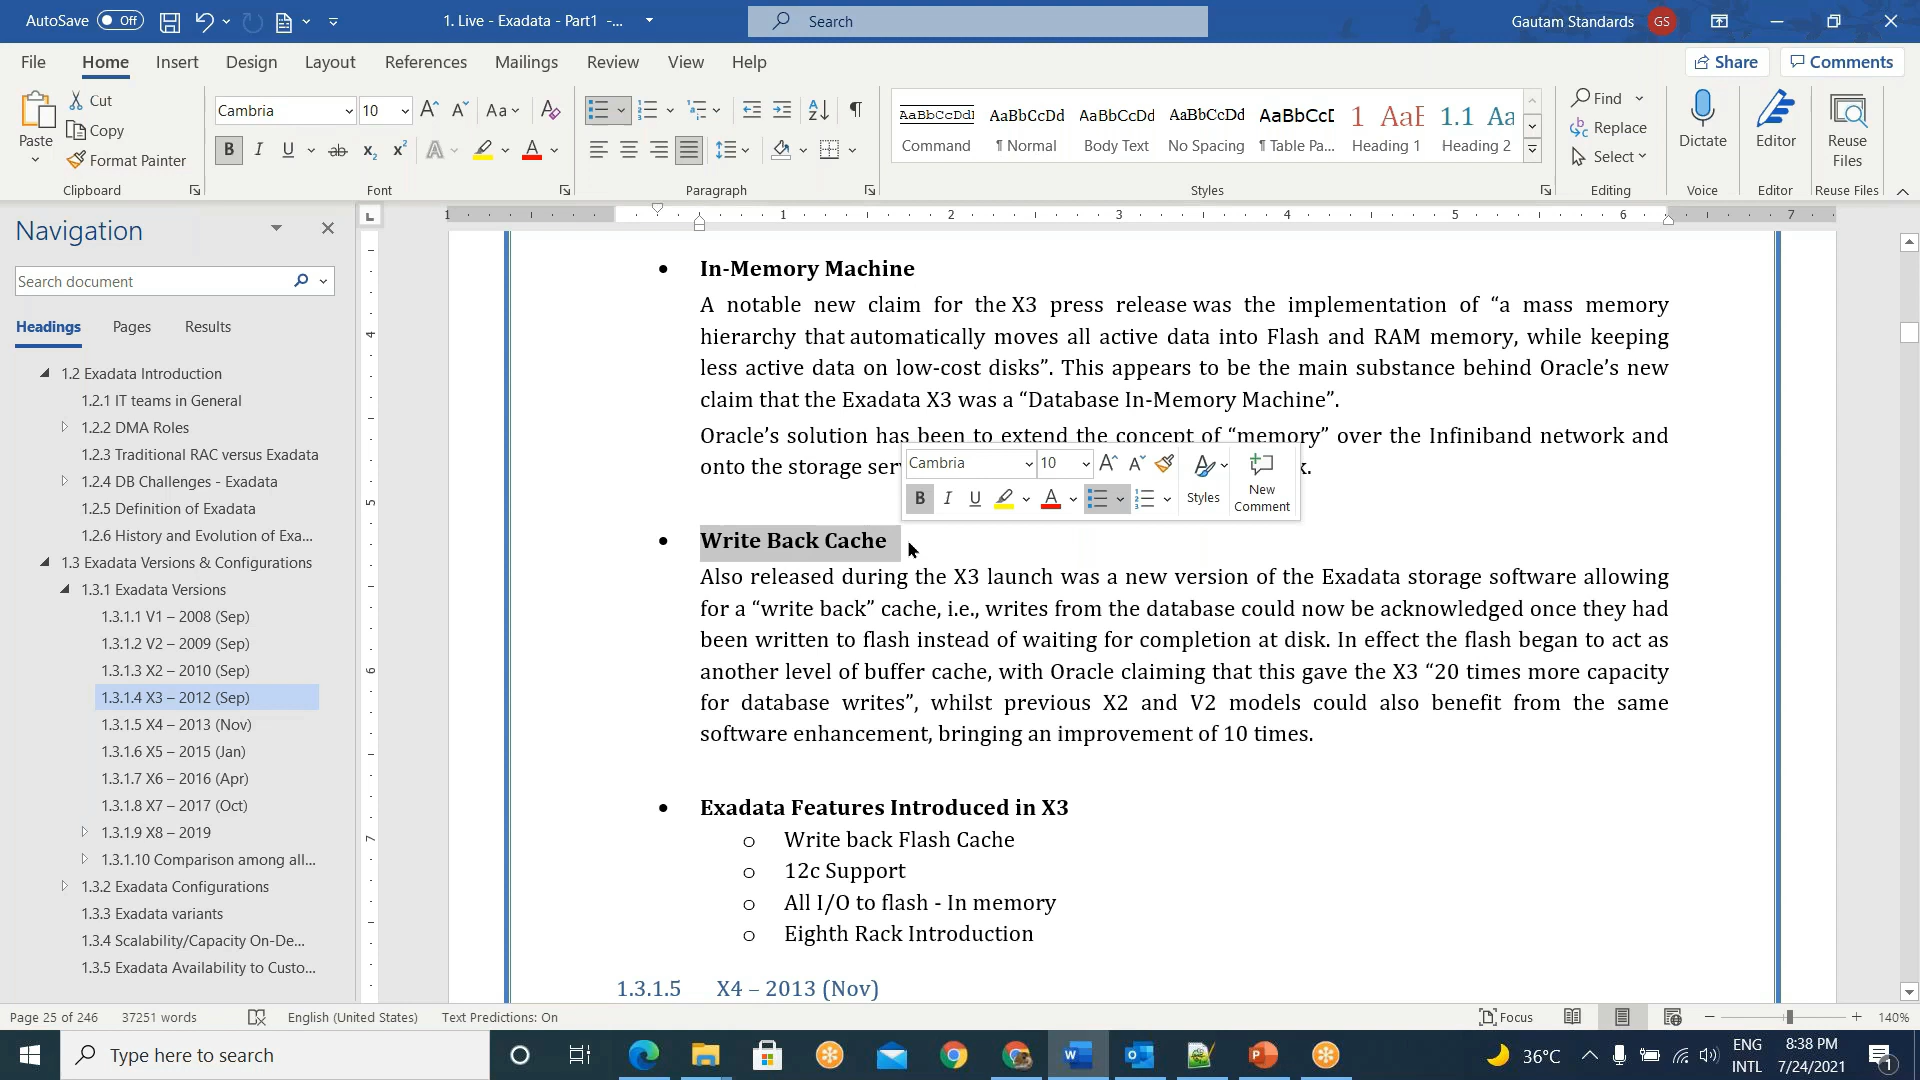 AutoSave Off
1. Live - Exadata - Part1 -...
Search
Gautam Standards GS
File Home Insert Design Layout References Mailings Review View Help
Share Comments
Paste
Cut
Copy
Format Painter
Clipboard
Cambria 10
Font
Paragraph
AaBbCcDdI AaBbCcDd AaBbCcDd AaBbCcDd AaBbCcD 1 AaB 1.1 Aa
Command ¶ Normal Body Text No Spacing ¶ Table Pa... Heading 1 Heading 2
Styles
Find
Replace
Select
Editing
Dictate
Voice
Editor
Editor
Reuse
Files
Reuse Files
Navigation
Search document
Headings Pages Results
1.2 Exadata Introduction
1.2.1 IT teams in General
1.2.2 DMA Roles
1.2.3 Traditional RAC versus Exadata
1.2.4 DB Challenges - Exadata
1.2.5 Definition of Exadata
1.2.6 History and Evolution of Exa...
1.3 Exadata Versions & Configurations
1.3.1 Exadata Versions
1.3.1.1 V1 – 2008 (Sep)
1.3.1.2 V2 – 2009 (Sep)
1.3.1.3 X2 – 2010 (Sep)
1.3.1.4 X3 – 2012 (Sep)
1.3.1.5 X4 – 2013 (Nov)
1.3.1.6 X5 – 2015 (Jan)
1.3.1.7 X6 – 2016 (Apr)
1.3.1.8 X7 – 2017 (Oct)
1.3.1.9 X8 – 2019
1.3.1.10 Comparison among all...
1.3.2 Exadata Configurations
1.3.3 Exadata variants
1.3.4 Scalability/Capacity On-De...
1.3.5 Exadata Availability to Custo...
1 1 2 3 4 5 6 7
4
5
6
7
• In-Memory Machine
A notable new claim for the X3 press release was the implementation of “a mass memory
hierarchy that automatically moves all active data into Flash and RAM memory, while keeping
less active data on low-cost disks”. This appears to be the main substance behind Oracle’s new
claim that the Exadata X3 was a “Database In-Memory Machine”.
Oracle’s solution has been to extend the concept of “memory” over the Infiniband network and
onto the storage ser
Cambria 10
B I U
Styles
New
Comment
• Write Back Cache
Also released during the X3 launch was a new version of the Exadata storage software allowing
for a “write back” cache, i.e., writes from the database could now be acknowledged once they had
been written to flash instead of waiting for completion at disk. In effect the flash began to act as
another level of buffer cache, with Oracle claiming that this gave the X3 “20 times more capacity
for database writes”, whilst previous X2 and V2 models could also benefit from the same
software enhancement, bringing an improvement of 10 times.
• Exadata Features Introduced in X3
o Write back Flash Cache
o 12c Support
o All I/O to flash - In memory
o Eighth Rack Introduction
1.3.1.5 X4 – 2013 (Nov)
Page 25 of 246 37251 words English (United States) Text Predictions: On
Focus 140%
Type here to search
36°C
ENG
INTL
8:38 PM
7/24/2021
1